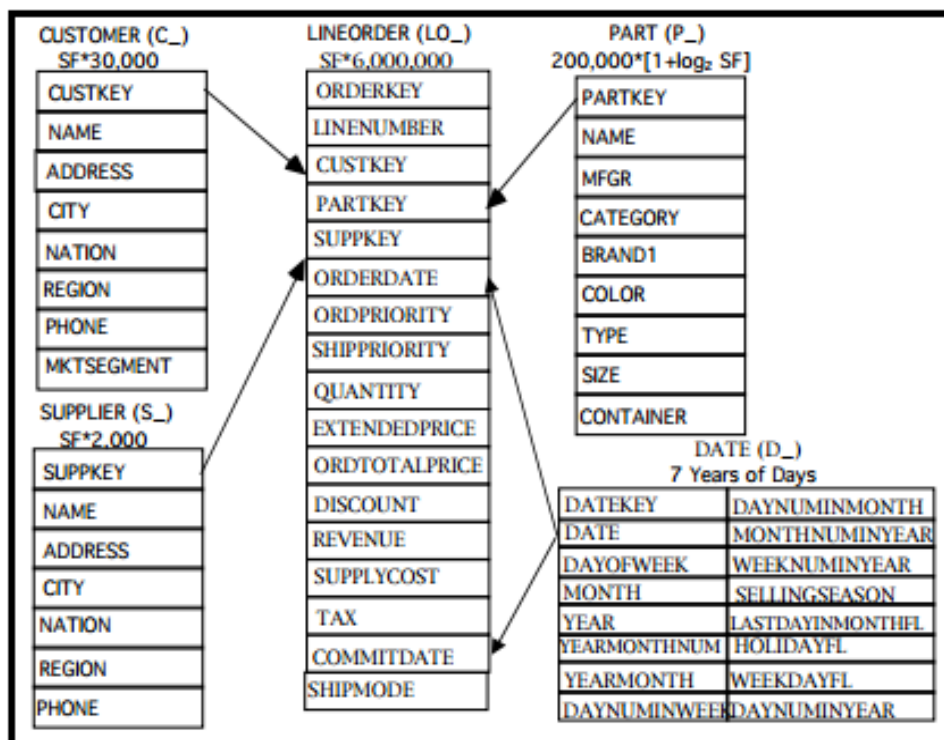 CUSTOMER (C_)
SF*30,000
CUSTKEY
NAME
ADDRESS
CITY
NATION
REGION
PHONE
MKTSEGMENT
SUPPLIER (S_)
SF*2,000
SUPPKEY
NAME
ADDRESS
CITY
NATION
REGION
PHONE
LINEORDER (LO_)
SF*6,000,000
ORDERKEY
LINENUMBER
CUSTKEY
PARTKEY
SUPPKEY
ORDERDATE
ORDPRIORITY
SHIPPRIORITY
QUANTITY
EXTENDEDPRICE
ORDTOTALPRICE
DISCOUNT
REVENUE
SUPPLYCOST
TAX
COMMITDATE
SHIPMODE
PART (P_)
200,000*[1+log₂ SF]
PARTKEY
NAME
MFGR
CATEGORY
BRAND1
COLOR
TYPE
SIZE
CONTAINER
DATE (D_)
7 Years of Days
DATEKEY DAYNUMINMONTH
DATE MONTHNUMINYEAR
DAYOFWEEK WEEKNUMINYEAR
MONTH SELLINGSEASON
YEAR LASTDAYINMONTHFL
YEARMONTHNUM HOLIDAYFL
YEARMONTH WEEKDAYFL
DAYNUMINWEEK DAYNUMINYEAR